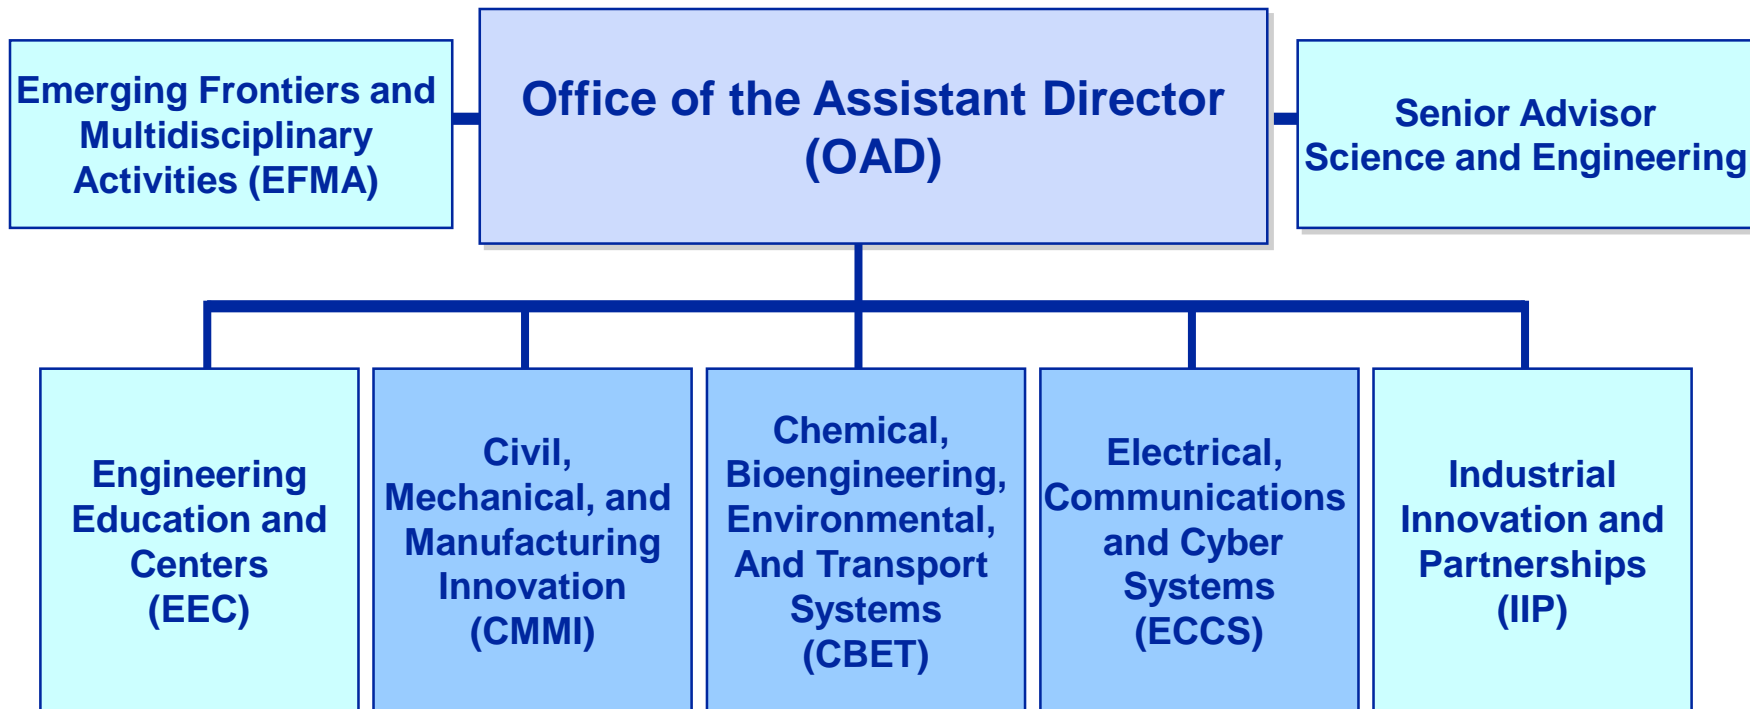 Emerging Frontiers and
Multidisciplinary
Activities (EFMA)
Office of the Assistant Director
(OAD)
Senior Advisor
Science and Engineering
Engineering
Education and
Centers
(EEC)
Civil,
Mechanical, and
Manufacturing
Innovation
(CMMI)
Chemical,
Bioengineering,
Environmental,
And Transport
Systems
(CBET)
Electrical,
Communications
and Cyber
Systems
(ECCS)
Industrial
Innovation and
Partnerships
(IIP)